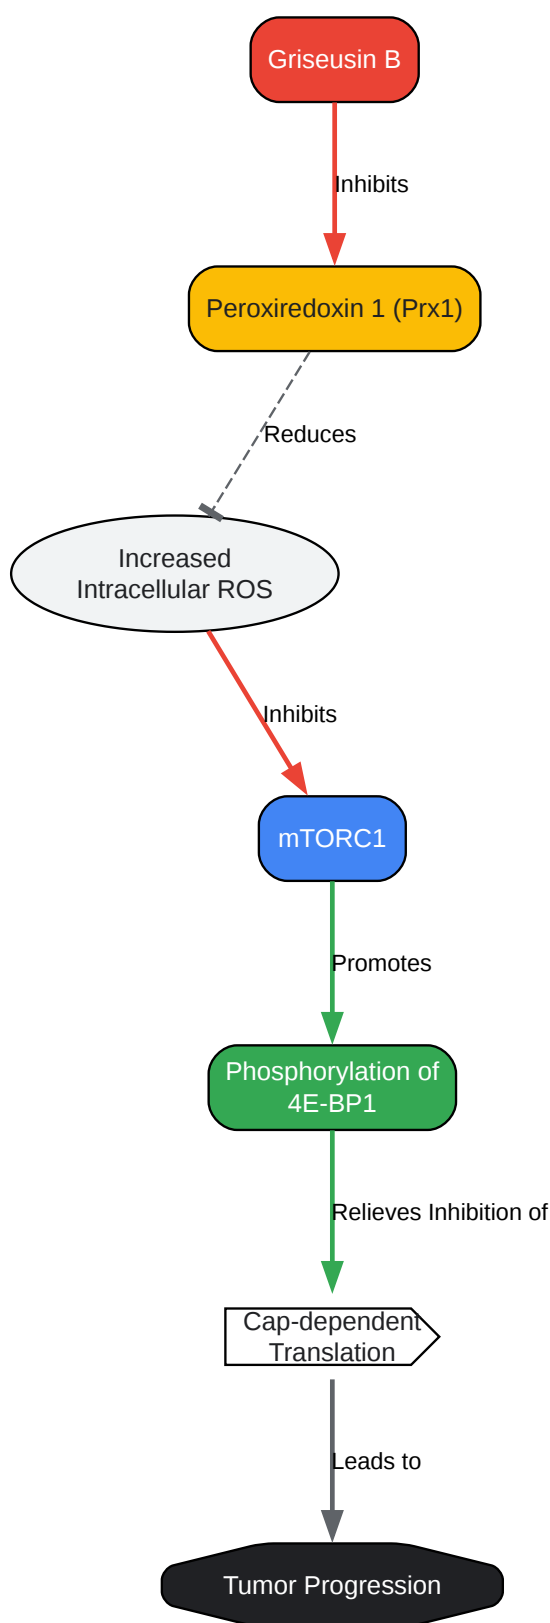 Griseusin B
Inhibits
Peroxiredoxin 1 (Prx1)
Reduces
Increased
Intracellular ROS
Inhibits
mTORC1
Promotes
Phosphorylation of
4E-BP1
Relieves Inhibition of
Cap-dependent
Translation
Leads to
Tumor Progression